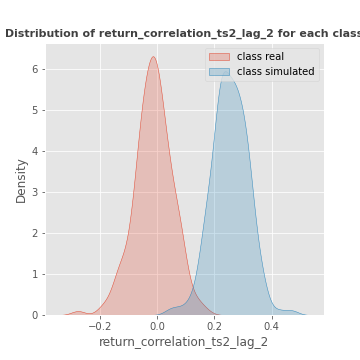 Distribution of return_correlation_ts2_lag_2 for each clas
class real
class simulated
6
5
4
3
2
1
0
Density
−0.2
0.0
0.2
0.4
return_correlation_ts2_lag_2